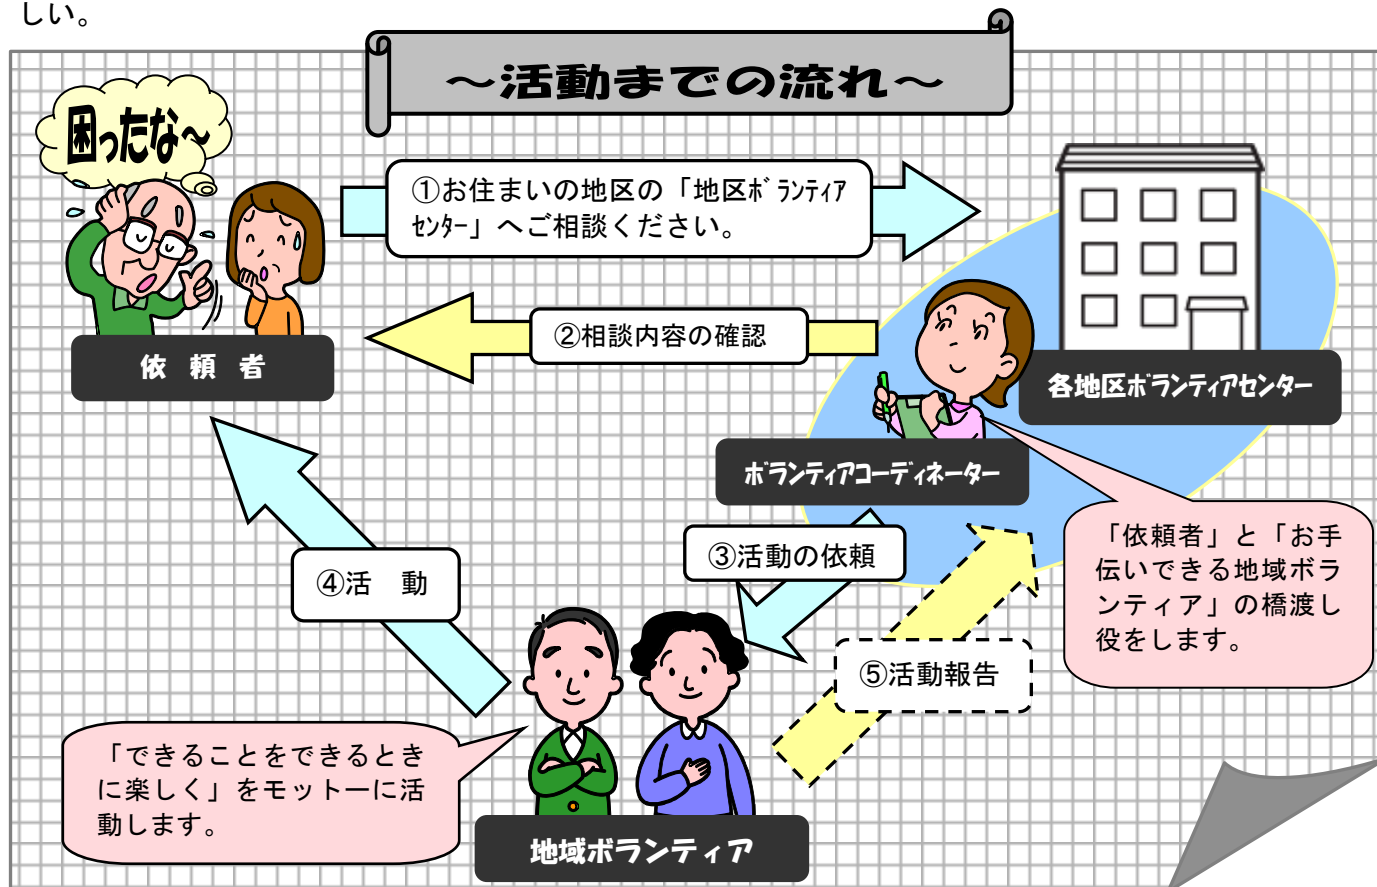 しい。
～活動までの流れ～
困ったな～
①お住まいの地区の「地区ﾎﾞﾗﾝﾃｨｱ
ｾﾝﾀｰ」へご相談ください。
②相談内容の確認
依 頼 者
各地区ボランティアセンター
ボランティアコーディネーター
「依頼者」と「お手
伝いできる地域ボラ
ンティア」の橋渡し
役をします。
③活動の依頼
④活　動
⑤活動報告
「できることをできるとき
に楽しく」をモットーに活
動します。
地域ボランティア